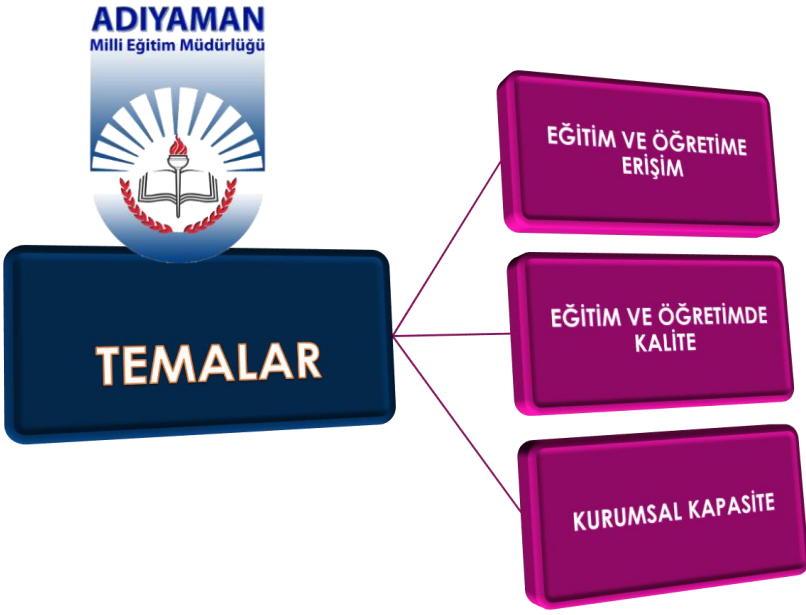 ADIYAMAN
Milli Eğitim Müdürlüğü
TEMALAR
EĞİTİM VE ÖĞRETİME
ERİŞİM
EĞİTİM VE ÖĞRETİMDE
KALİTE
KURUMSAL KAPASİTE